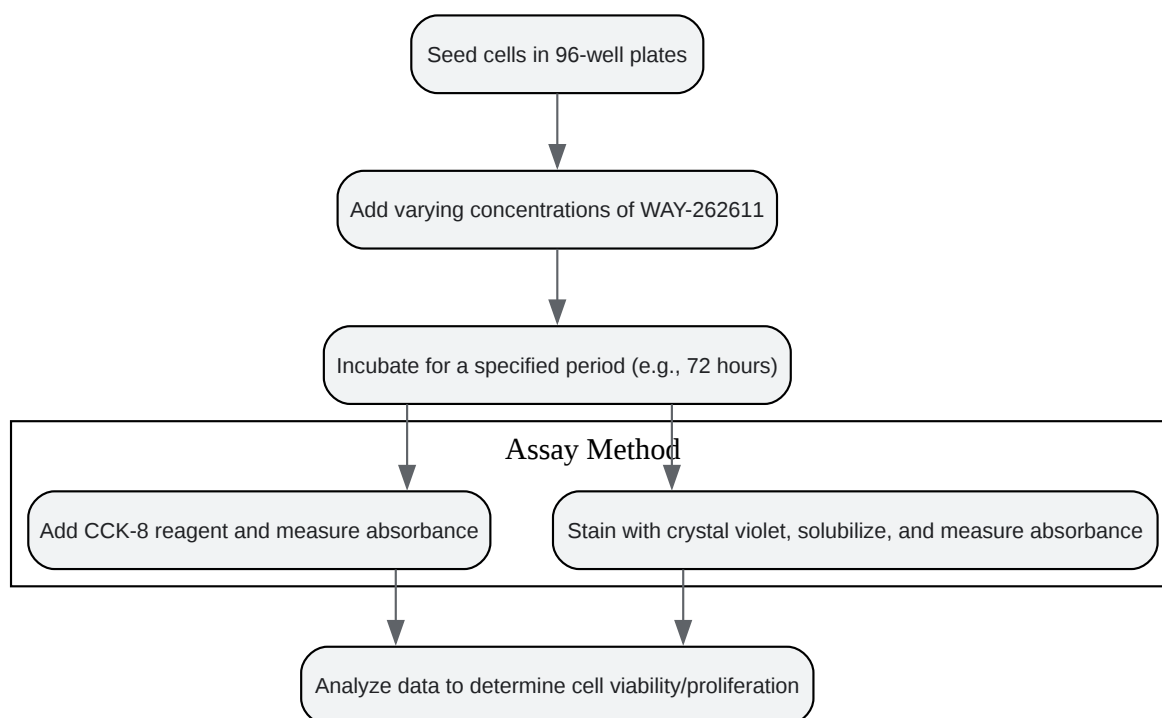 Seed cells in 96-well plates
Add varying concentrations of WAY-262611
Incubate for a specified period (e.g., 72 hours)
Assay Method
Add CCK-8 reagent and measure absorbance
Stain with crystal violet, solubilize, and measure absorbance
Analyze data to determine cell viability/proliferation